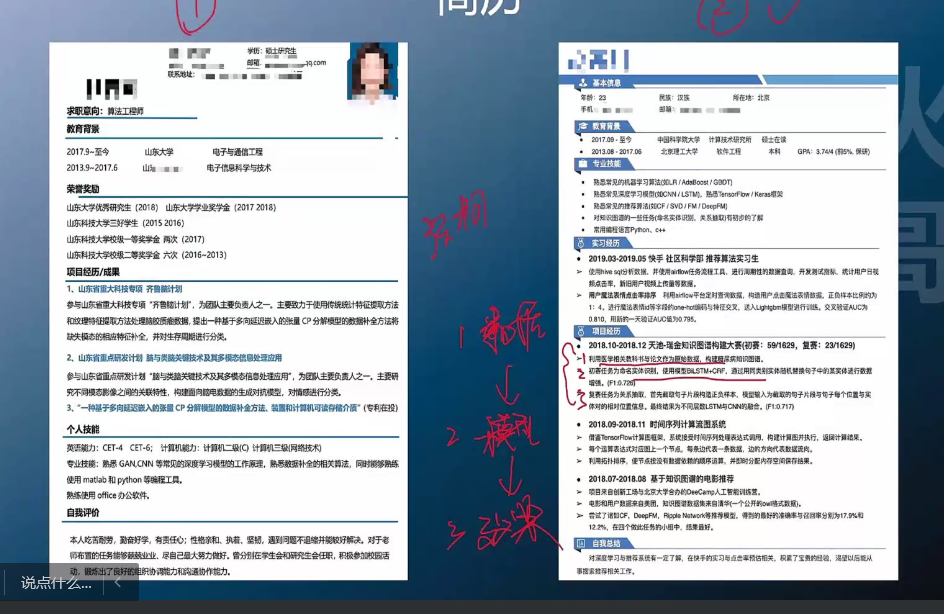 简历
1
2
学历: 硕士研究生
邮箱:
qq.com
联系地址:
求职意向: 算法工程师
教育背景
2017.9~至今 山东大学 电子与通信工程
2013.9~2017.6 电子信息科学与技术
荣誉奖励
山东大学优秀研究生(2018) 山东大学学业奖学金(2017 2018)
山东科技大学三好学生(2015 2016)
山东科技大学校级一等奖学金 两次(2017)
山东科技大学校级二等奖学金 六次(2016~2013)
项目经历/成果
1、山东省重大科技专项 齐鲁脑计划
参与山东省重大科技专项 "齐鲁脑计划",为团队主要负责人之一。主要致力于使用传统统计特征提取方法
和纹理特征提取方法处理脑胶质瘤数据,提出一种基于多向延迟嵌入的张量 CP 分解模型的数据补全方法将
缺失模态的相应特征补全,并对生存周期进行分类。
2、山东省重点研发计划 脑与类脑关键技术及其多模态信息处理应用
参与山东省重点研发计划 "脑与类脑关键技术及其多模态信息处理应用",为团队主要负责人之一。主要研
究不同模态影像之间的关联特性,构建面向脑电数据的生成对抗模型,对情感进行分类。
3、"一种基于多向延迟嵌入的张量 CP 分解模型的数据补全方法、装置和计算机可读存储介质" (专利在投)
个人技能
英语能力: CET-4 CET-6; 计算机能力: 计算机二级(C) 计算机三级(网络技术)
专业技能: 熟悉 GAN,CNN 等常见的深度学习模型的工作原理,熟悉数据补全的相关算法,同时能够熟练
使用 matlab 和 python 等编程工具。
熟练使用 office 办公软件。
自我评价
本人吃苦耐劳,勤奋好学,有责任心;性格亲和、执着、坚韧,遇到问题不退缩并能较好解决。对于老
师布置的任务能够兢兢业业、尽自己最大努力做好。曾分别在学生会和研究生会任职,积极参加校园活
动,锻炼出了良好的组织协调能力和沟通协作能力。
1 数据
2 模型
3 效果
基本信息
年龄: 23 民族: 汉族 所在地: 北京
手机: 邮箱:
教育背景
2017.09 - 至今 中国科学院大学 计算技术研究所 硕士在读
2013.08 - 2017.06 北京理工大学 软件工程 本科 GPA: 3.74/4 (前5%, 保研)
专业技能
熟悉常见的机器学习算法(如LR / AdaBoost / GBDT)
熟悉常见深度学习模型(如CNN / LSTM),熟悉TensorFlow / Keras框架
熟悉常见的推荐算法(如CF / SVD / FM / DeepFM)
对知识图谱的一些任务(命名实体识别,关系抽取)有初步的了解
常用编程语言Python、c++
实习经历
2019.03-2019.05 快手 社区科学部 推荐算法实习生
使用hive sql分析数据,并使用airflow任务流程工具,进行周期性的数据查询、开发测试指标、统计用户日视
频点击率、新旧用户视频上传量等数据。
用户魔法表情点击率排序 利用airflow平台定时查询数据,构造用户点击魔法表情数据,正负样本比例约为
1:4,进行魔法表情id等字段的one-hot编码与特征交叉,送入Lightgbm模型进行训练。交叉验证AUC为
0.810,用新的一天验证AUC值为0.795。
项目经历
2018.10-2018.12 天池-瑞金知识图谱构建大赛(初赛:59/1629,复赛:23/1629)
1 利用医学相关教科书与论文作为原始数据,构建糖尿病知识图谱。
2 初赛任务为命名实体识别,使用模型BiLSTM+CRF,通过用同类别实体随机替换句子中的某实体进行数据
增强。(F1:0.726)
3 复赛任务为关系抽取,首先截取句子片段构造正负样本,模型输入为截取的句子片段与句子每个位置与实
体对的相对位置信息。最终结果为不同层数LSTM与CNN的融合。(F1:0.717)
2018.09-2018.11 时间序列计算流图系统
借鉴TensorFlow计算图框架,系统接受时间序列处理表达式调用,构建计算图并执行,返回计算结果。
每个运算表达式对应图上一个节点,每条边代表一条数据,边的方向代表数据流向。
利用拓扑排序,使节点按没有数据依赖的顺序运算,并即时分配内存空间保存结果。
2018.07-2018.08 基于知识图谱的电影推荐
项目来自创新工场与北京大学合办的DeeCamp人工智能训练营。
电影和用户数据来自美团,知识图谱数据集来自清华(一个公开的owl格式数据)。
尝试了诸如CF、DeepFM、Ripple Network等推荐模型,得到的最好的准确率与召回率分别为17.9%和
12.2%,在四个做此任务的小组中,结果最好。
自我总结
对深度学习与推荐系统有一定了解,在快手的实习与点击率预估相关,积累了宝贵的经验,渴望以后能从
事搜索推荐相关工作。
火
哥
说点什么...